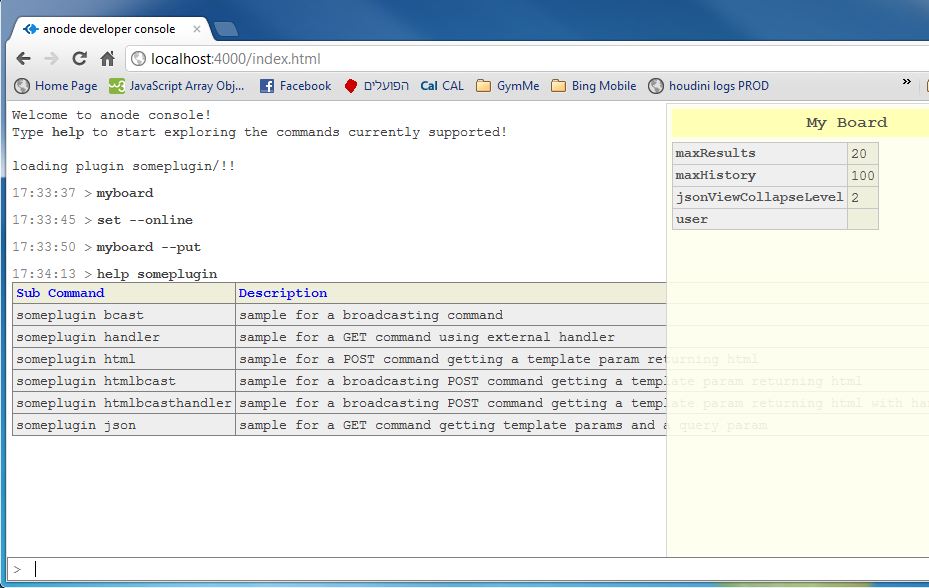 anode developer console
localhost:4000/index.html
Home Page JavaScript Array Obj... Facebook הפועלים Cal CAL GymMe Bing Mobile houdini logs PROD »
Welcome to anode console!
Type help to start exploring the commands currently supported!
loading plugin someplugin/!!
17:33:37 > myboard
17:33:45 > set --online
17:33:50 > myboard --put
17:34:13 > help someplugin
Sub Command Description
someplugin bcast sample for a broadcasting command
someplugin handler sample for a GET command using external handler
someplugin html sample for a POST command getting a template param returning html
someplugin htmlbcast sample for a broadcasting POST command getting a template param returning html
someplugin htmlbcasthandler sample for a broadcasting POST command getting a template param returning html with
someplugin json sample for a GET command getting template params and a query param
My Board
maxResults 20
maxHistory 100
jsonViewCollapseLevel 2
user
>